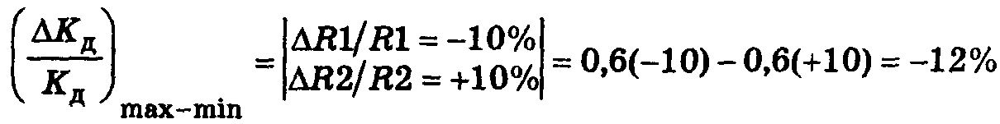 (ΔKд/Kд)max–min = |ΔR1/R1 = –10% ΔR2/R2 = +10%| = 0,6(–10) – 0,6(+10) = –12%